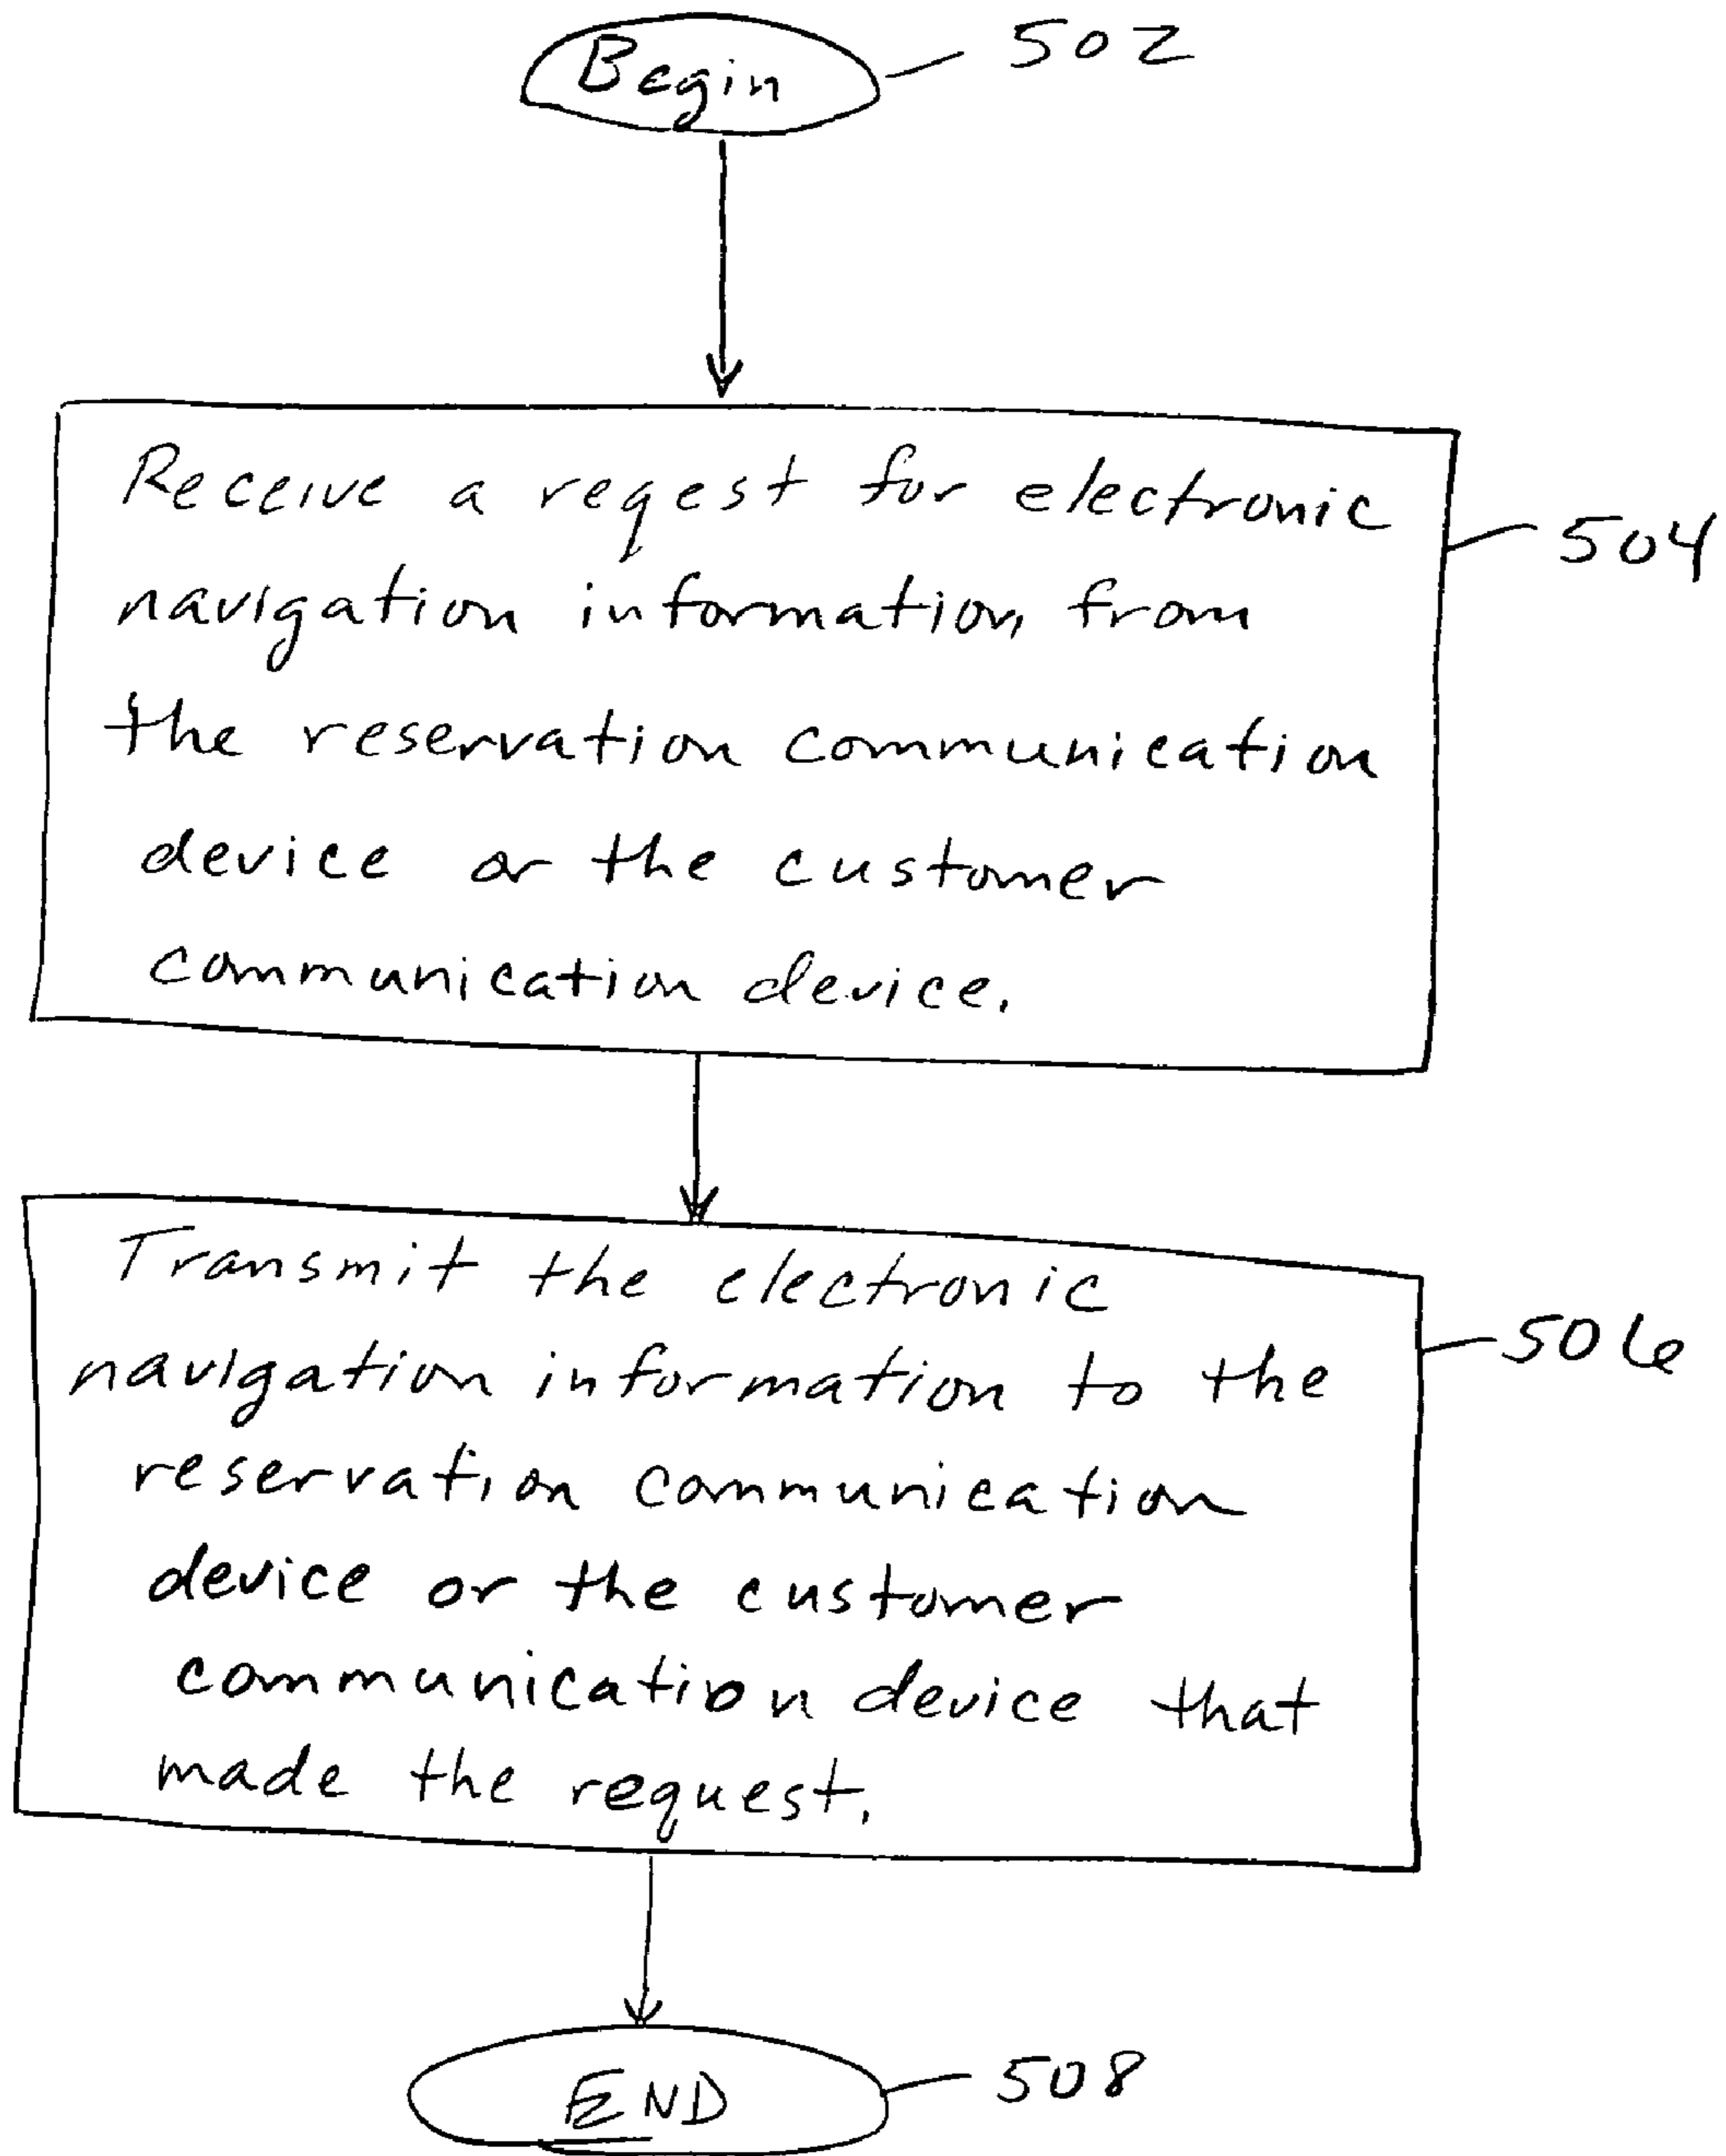 Begin 502
Receive a reqest for electronic
navigation information from
the reservation communication
device or the customer
communication device.
504
Transmit the electronic
navigation information to the
reservation communication
device or the customer
communication device that
made the request.
506
END 508